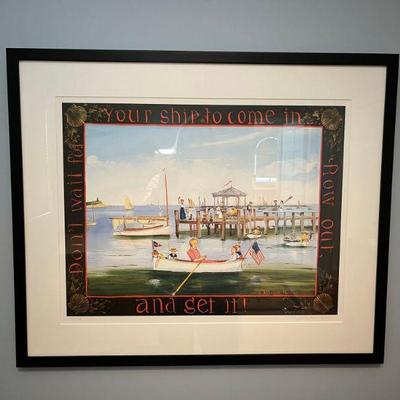 Don't wait for
Your ship to come in
Row out
and get it!